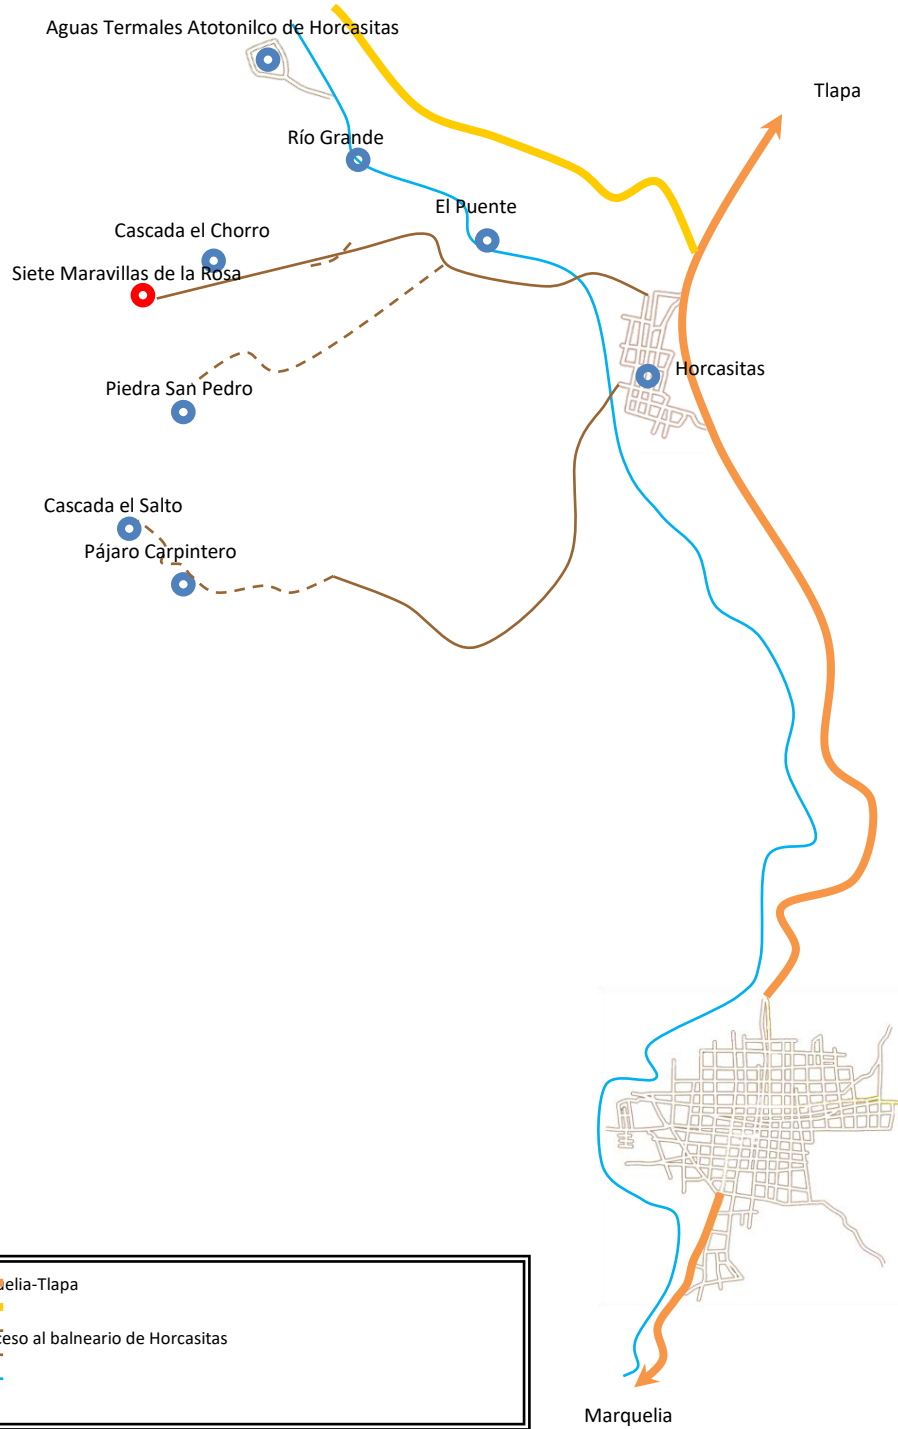 Aguas Termales Atotonilco de Horcasitas
Tlapa
Río Grande
El Puente
Cascada el Chorro
Siete Maravillas de la Rosa
Horcasitas
Piedra San Pedro
Cascada el Salto
Pájaro Carpintero
elia-Tlapa
eso al balneario de Horcasitas
Marquelia